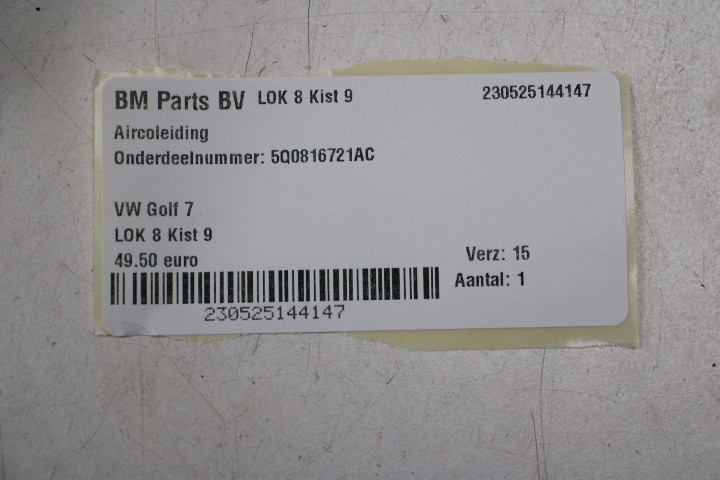 BM Parts BV LOK 8 Kist 9 230525144147
Aircoleiding
Onderdeelnummer: 5Q0816721AC
VW Golf 7
LOK 8 Kist 9
49.50 euro Verz: 15
Aantal: 1
230525144147